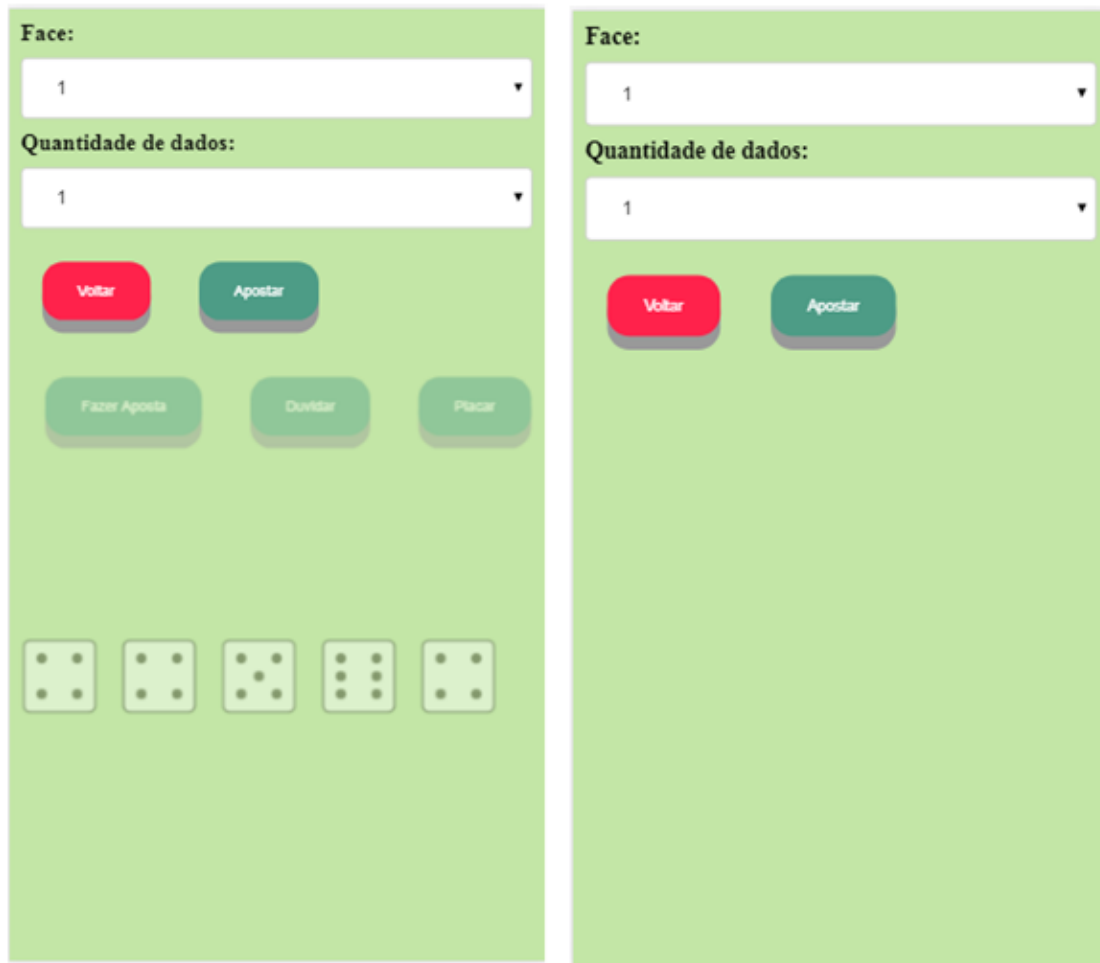 Face:
1
Quantidade de dados:
1
Voltar Apostar
Fazer Aposta Duvidar Placar
Face:
1
Quantidade de dados:
1
Voltar Apostar